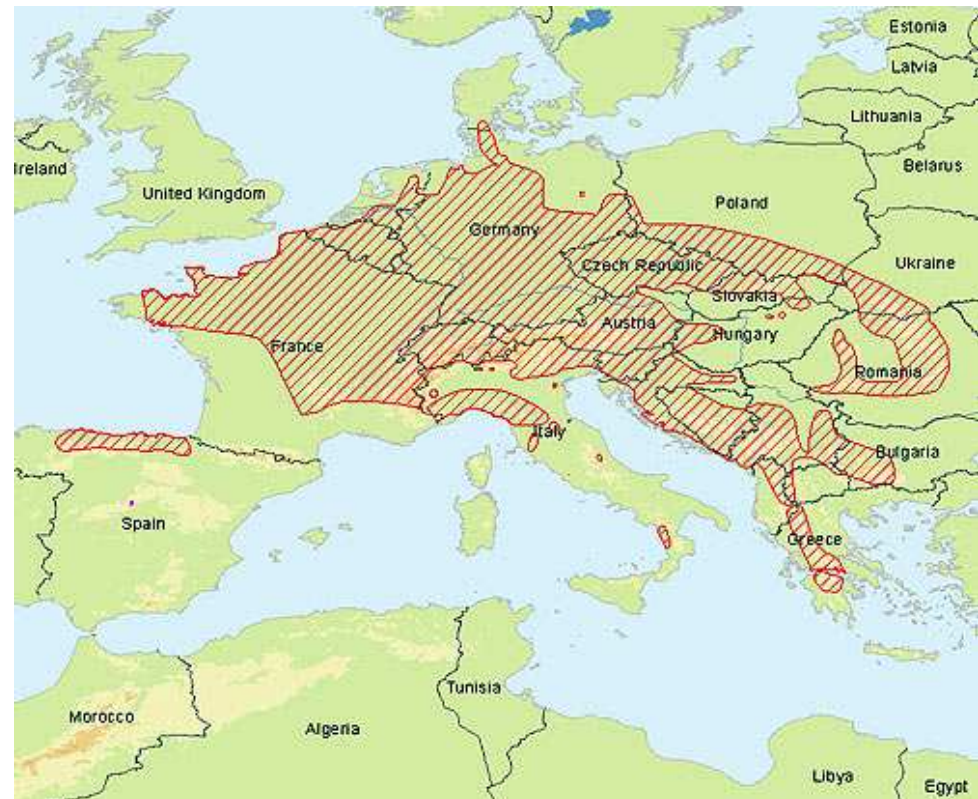 Estonia
Latvia
Lithuania
Ireland
Belarus
United Kingdom
Poland
Germany
Ukraine
Czech Republic
Slovakia
Austria
Hungary
France
Romania
Italy
Bulgaria
Spain
Greece
Tunisia
Morocco
Algeria
Libya
Egypt